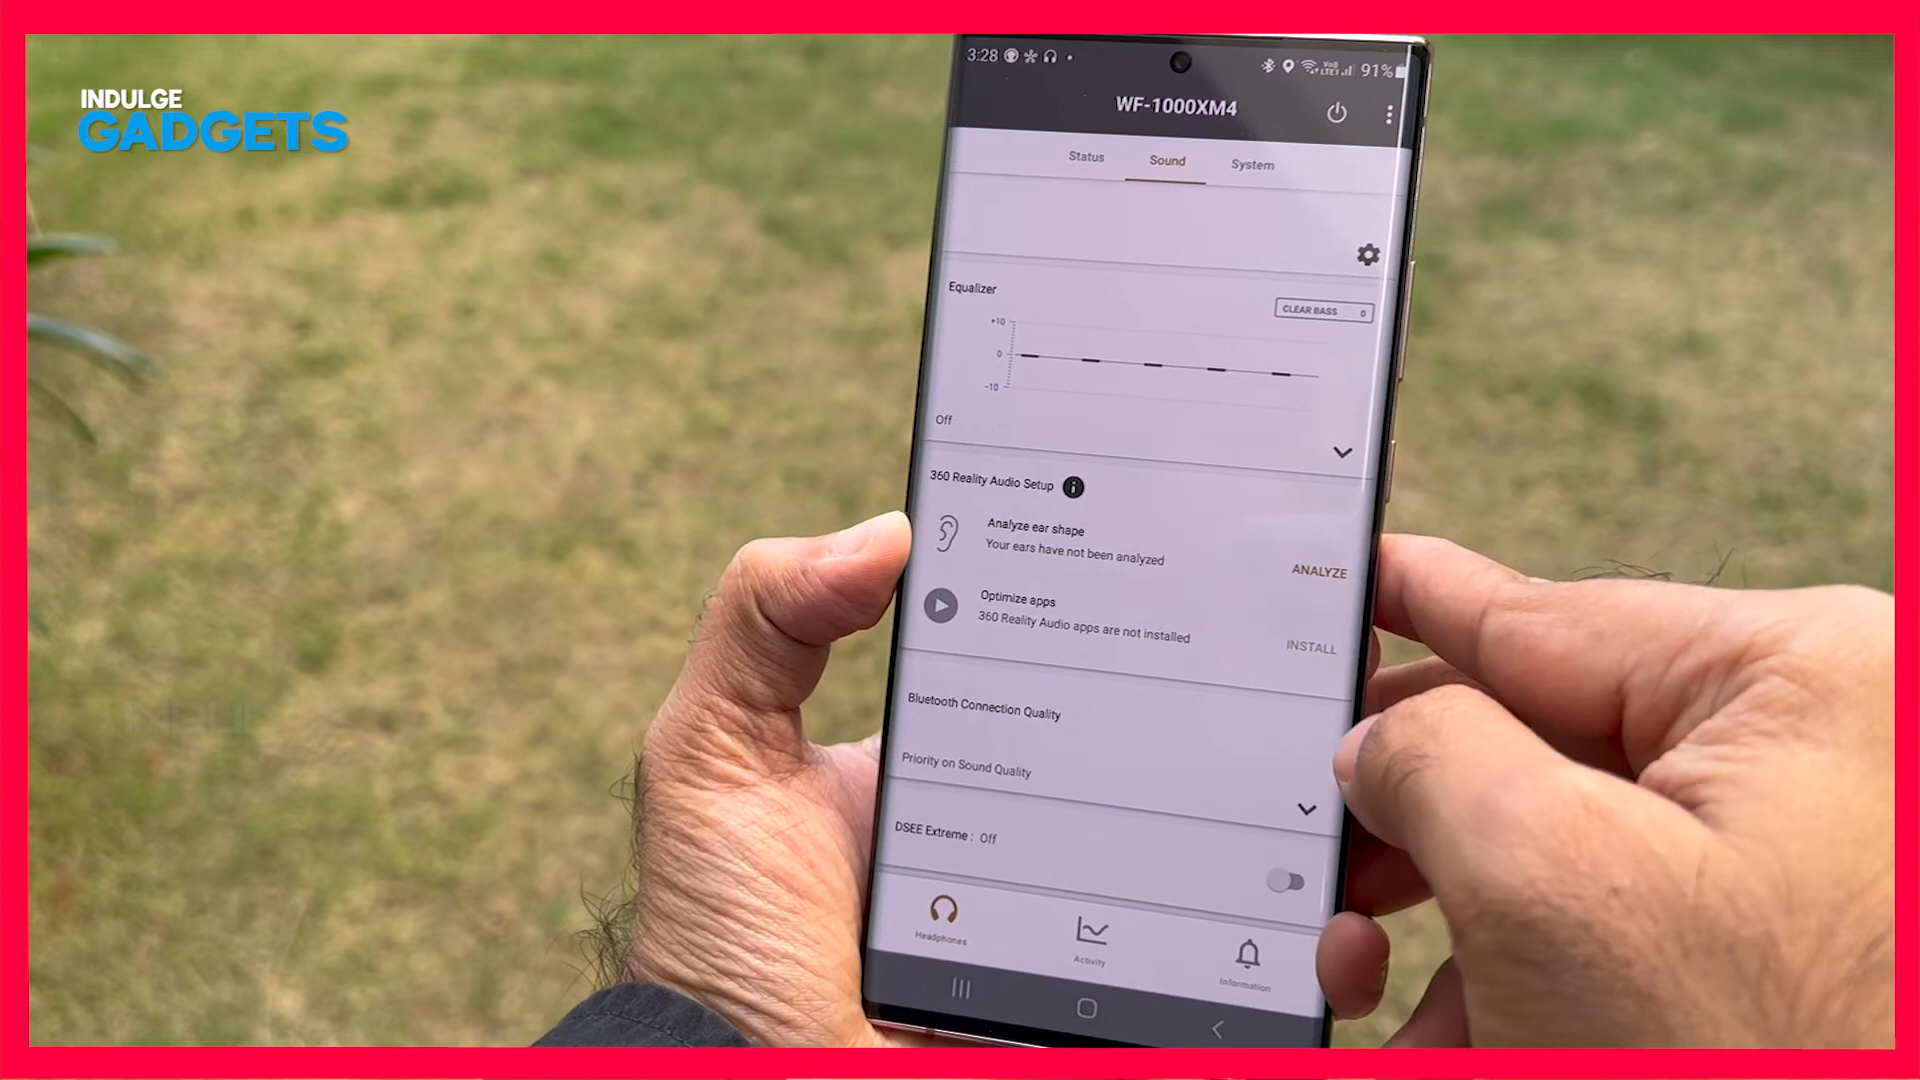 INDULGE
GADGETS
3:28
Vo))
LTE1
91%
WF-1000XM4
Status
Sound
System
Equalizer
CLEAR BASS 0
+10
0
-10
Off
360 Reality Audio Setup
Analyze ear shape
Your ears have not been analyzed
ANALYZE
Optimize apps
360 Reality Audio apps are not installed
INSTALL
Bluetooth Connection Quality
Priority on Sound Quality
DSEE Extreme : Off
Headphones
Activity
Information